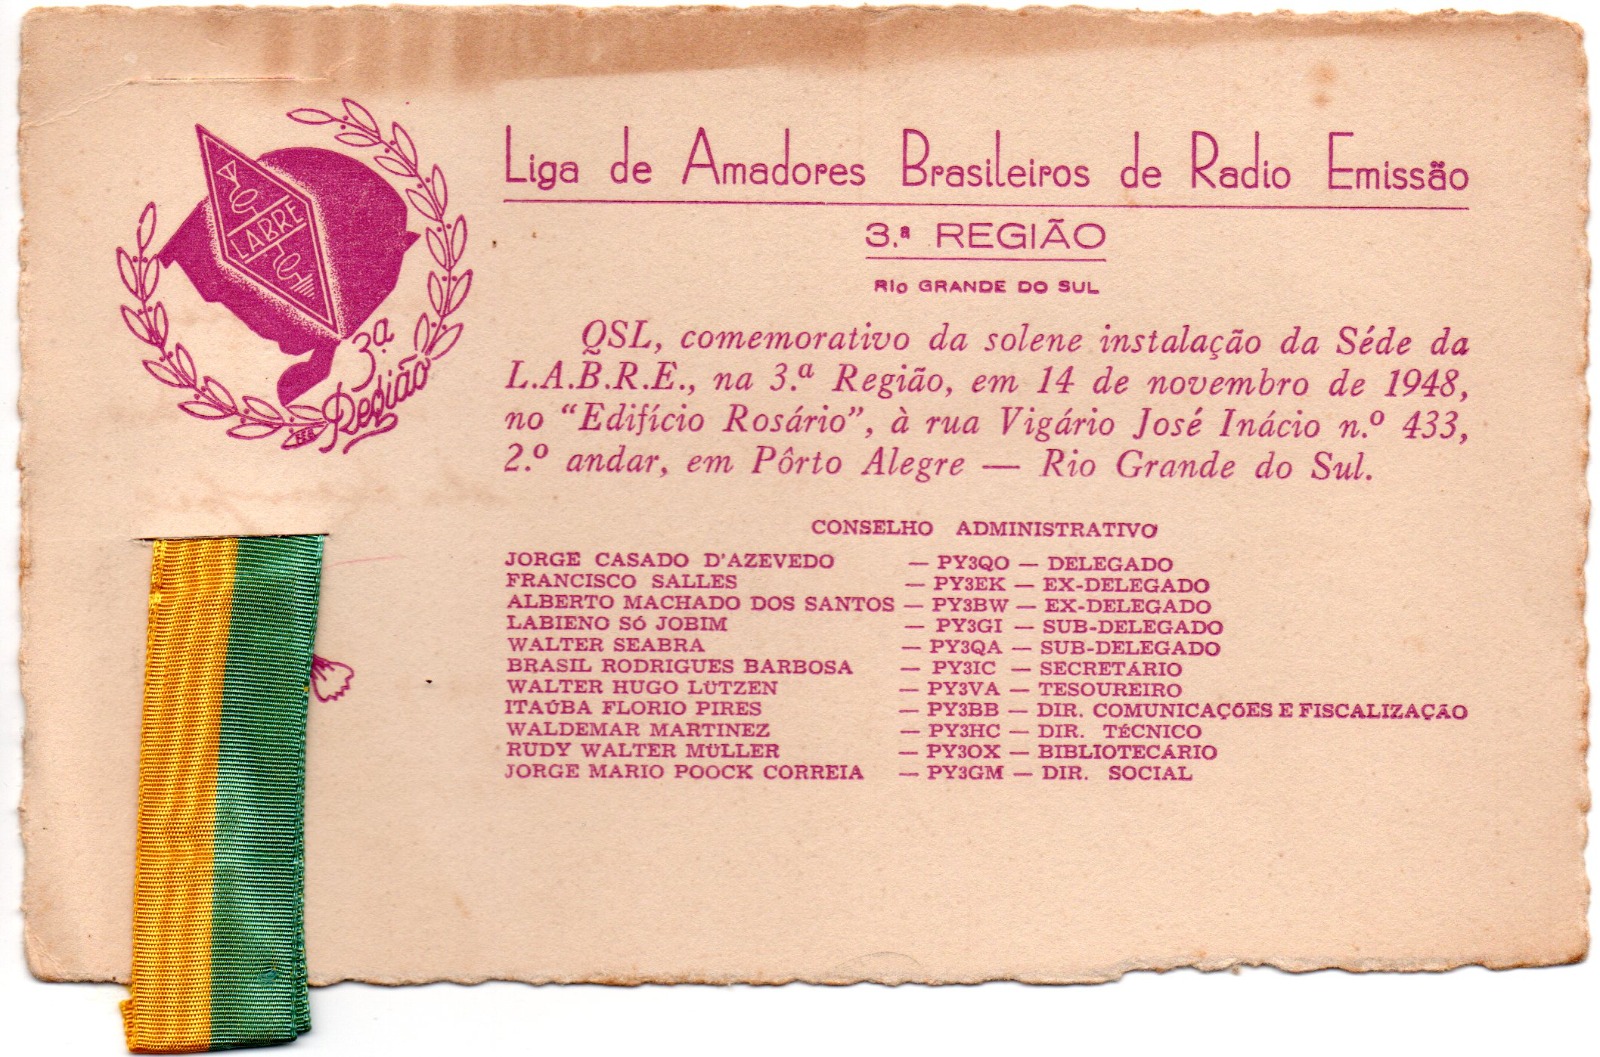 LABRE
3ª
Região
Liga de Amadores Brasileiros de Radio Emissão
3.ª REGIÃO
RIo GRANDE DO SUL
QSL, comemorativo da solene instalação da Séde da
L.A.B̃.R.E., na 3.ª Região, em 14 de novembro de 1948,
no “Edifício Rosário”, à rua Vigário José Inácio n.º 433,
2.º andar, em Pôrto Alegre — Rio Grande do Sul.
CONSELHO ADMINISTRATIVO
JORGE CASADO D'AZEVEDO — PY3QO — DELEGADO
FRANCISCO SALLES — PY3EK — EX-DELEGADO
ALBERTO MACHADO DOS SANTOS — PY3BW — EX-DELEGADO
LABIENO Só JOBIM — PY3GI — SUB-DELEGADO
WALTER SEABRA — PY3QA — SUB-DELEGADO
BRASIL RODRIGUES BARBOSA — PY3IC — SECRETÁRIO
WALTER HUGO LÜTZEN — PY3VA — TESOUREIRO
ITAÚBA FLORIO PIRES — PY3BB — DIR. COMUNICAÇÕES E FISCALIZAÇÃO
WALDEMAR MARTINEZ — PY3HC — DIR. TÉCNICO
RUDY WALTER MÜLLER — PY3OX — BIBLIOTECÁRIO
JORGE MARIO POOCK CORREIA — PY3GM — DIR. SOCIAL